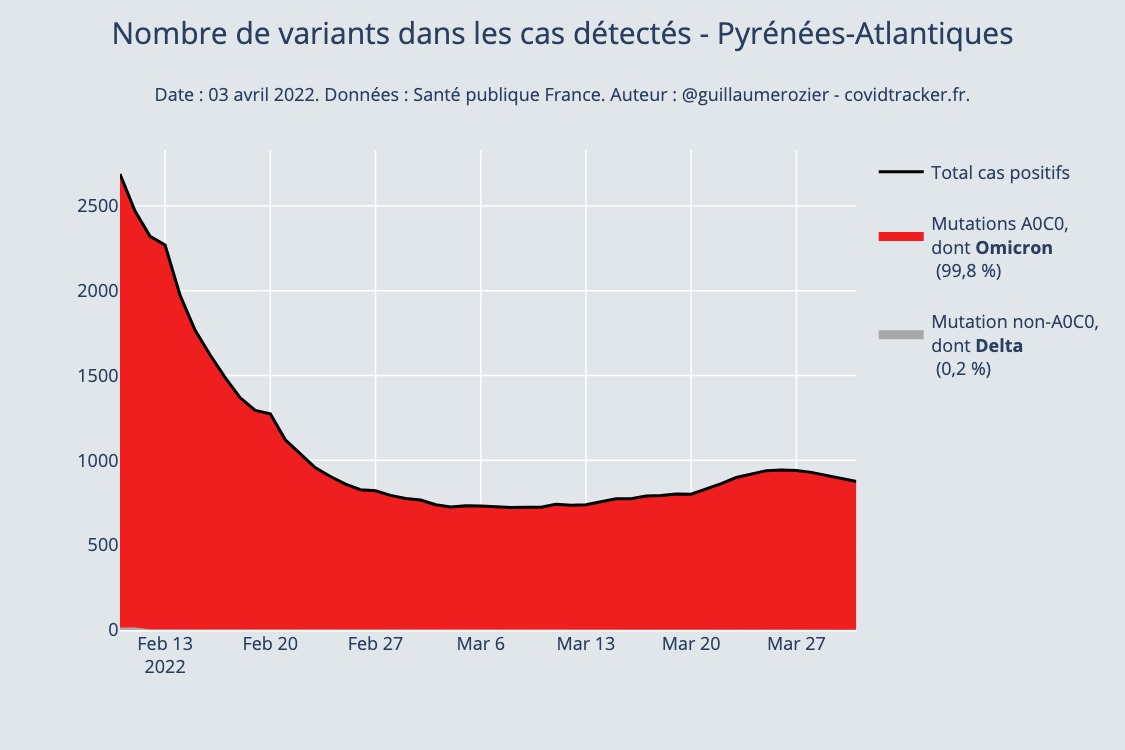 Nombre de variants dans les cas détectés - Pyrénées-Atlantiques
Date : 03 avril 2022. Données : Santé publique France. Auteur : @guillaumerozier - covidtracker.fr.
Total cas positifs
Mutations A0C0,
dont Omicron
(99,8 %)
Mutation non-A0C0,
dont Delta
(0,2 %)
2500
2000
1500
1000
500
0
Feb 13 Feb 20 Feb 27 Mar 6 Mar 13 Mar 20 Mar 27
2022